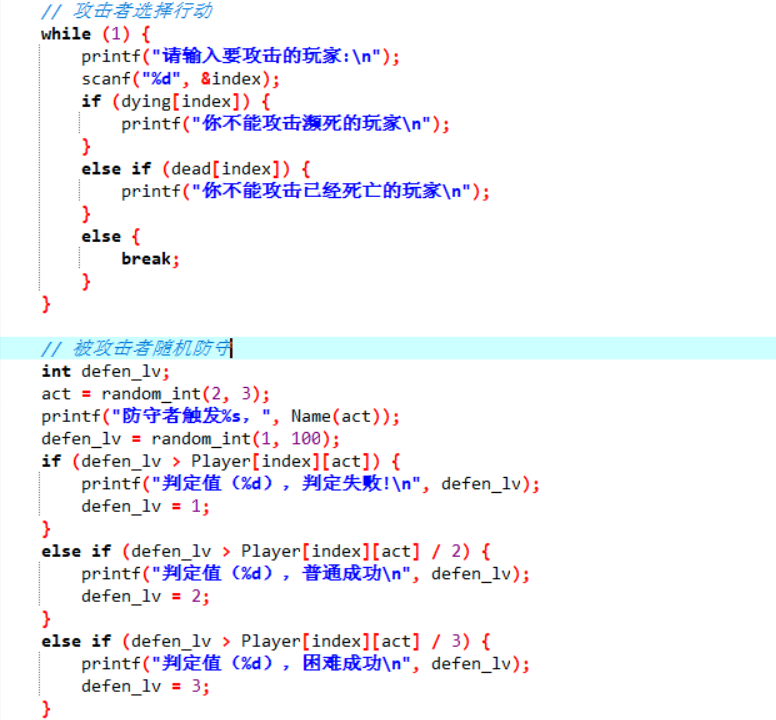 // 攻击者选择行动
while (1) {
    printf("请输入要攻击的玩家:\n");
    scanf("%d", &index);
    if (dying[index]) {
        printf("你不能攻击濒死的玩家\n");
    }
    else if (dead[index]) {
        printf("你不能攻击已经死亡的玩家\n");
    }
    else {
        break;
    }
}
// 被攻击者随机防守
int defen_lv;
act = random_int(2, 3);
printf("防守者触发%s, ", Name(act));
defen_lv = random_int(1, 100);
if (defen_lv > Player[index][act]) {
    printf("判定值（%d），判定失败!\n", defen_lv);
    defen_lv = 1;
}
else if (defen_lv > Player[index][act] / 2) {
    printf("判定值（%d），普通成功\n", defen_lv);
    defen_lv = 2;
}
else if (defen_lv > Player[index][act] / 3) {
    printf("判定值（%d），困难成功\n", defen_lv);
    defen_lv = 3;
}